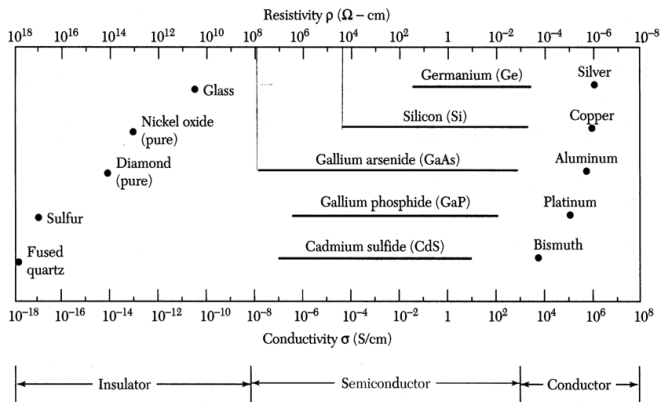 Resistivity ρ (Ω – cm)
10^18 10^16 10^14 10^12 10^10 10^8 10^6 10^4 10^2 1 10^-2 10^-4 10^-6 10^-8
Germanium (Ge)
Silver
Glass
Silicon (Si)
Copper
Nickel oxide
(pure)
Diamond
(pure)
Gallium arsenide (GaAs)
Aluminum
Sulfur
Gallium phosphide (GaP)
Platinum
Fused
quartz
Cadmium sulfide (CdS)
Bismuth
10^-18 10^-16 10^-14 10^-12 10^-10 10^-8 10^-6 10^-4 10^-2 1 10^2 10^4 10^6 10^8
Conductivity σ (S/cm)
Insulator Semiconductor Conductor